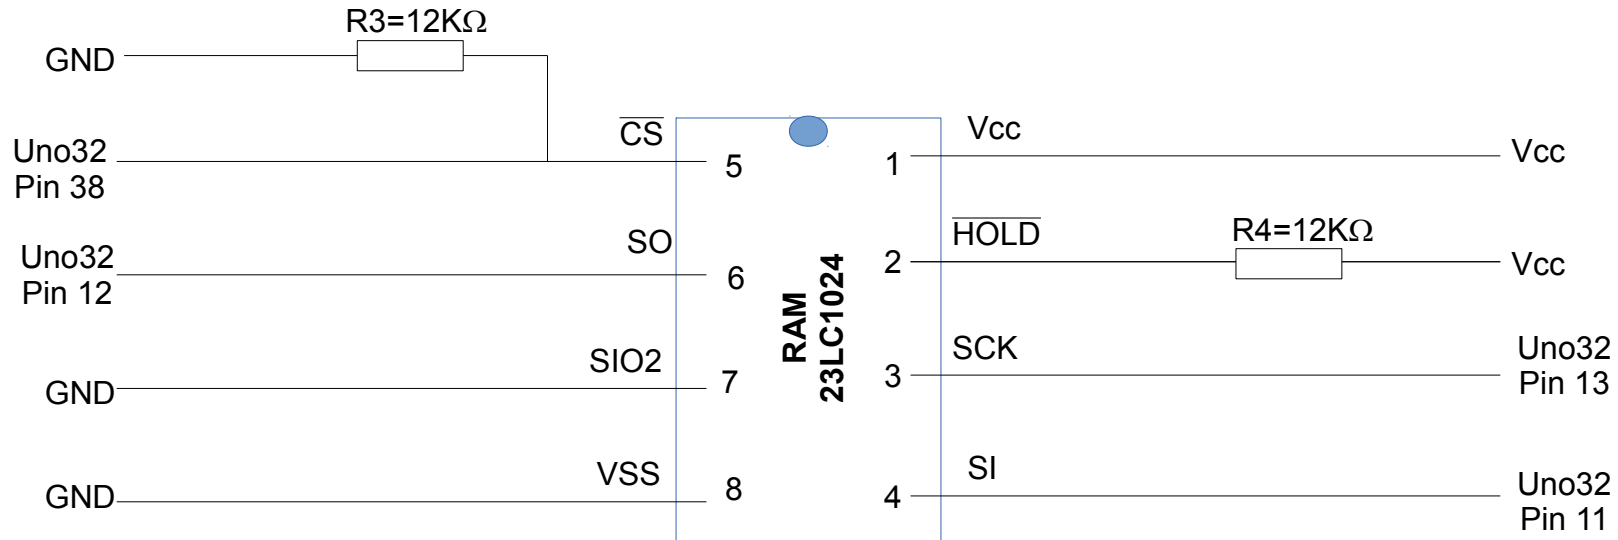 R3=12KΩ
GND
CS
Vcc
Uno32
Pin 38
5
1
Vcc
SO
HOLD
R4=12KΩ
Uno32
Pin 12
6
2
Vcc
RAM
23LC1024
SIO2
SCK
Uno32
Pin 13
GND
7
3
VSS
SI
GND
8
4
Uno32
Pin 11